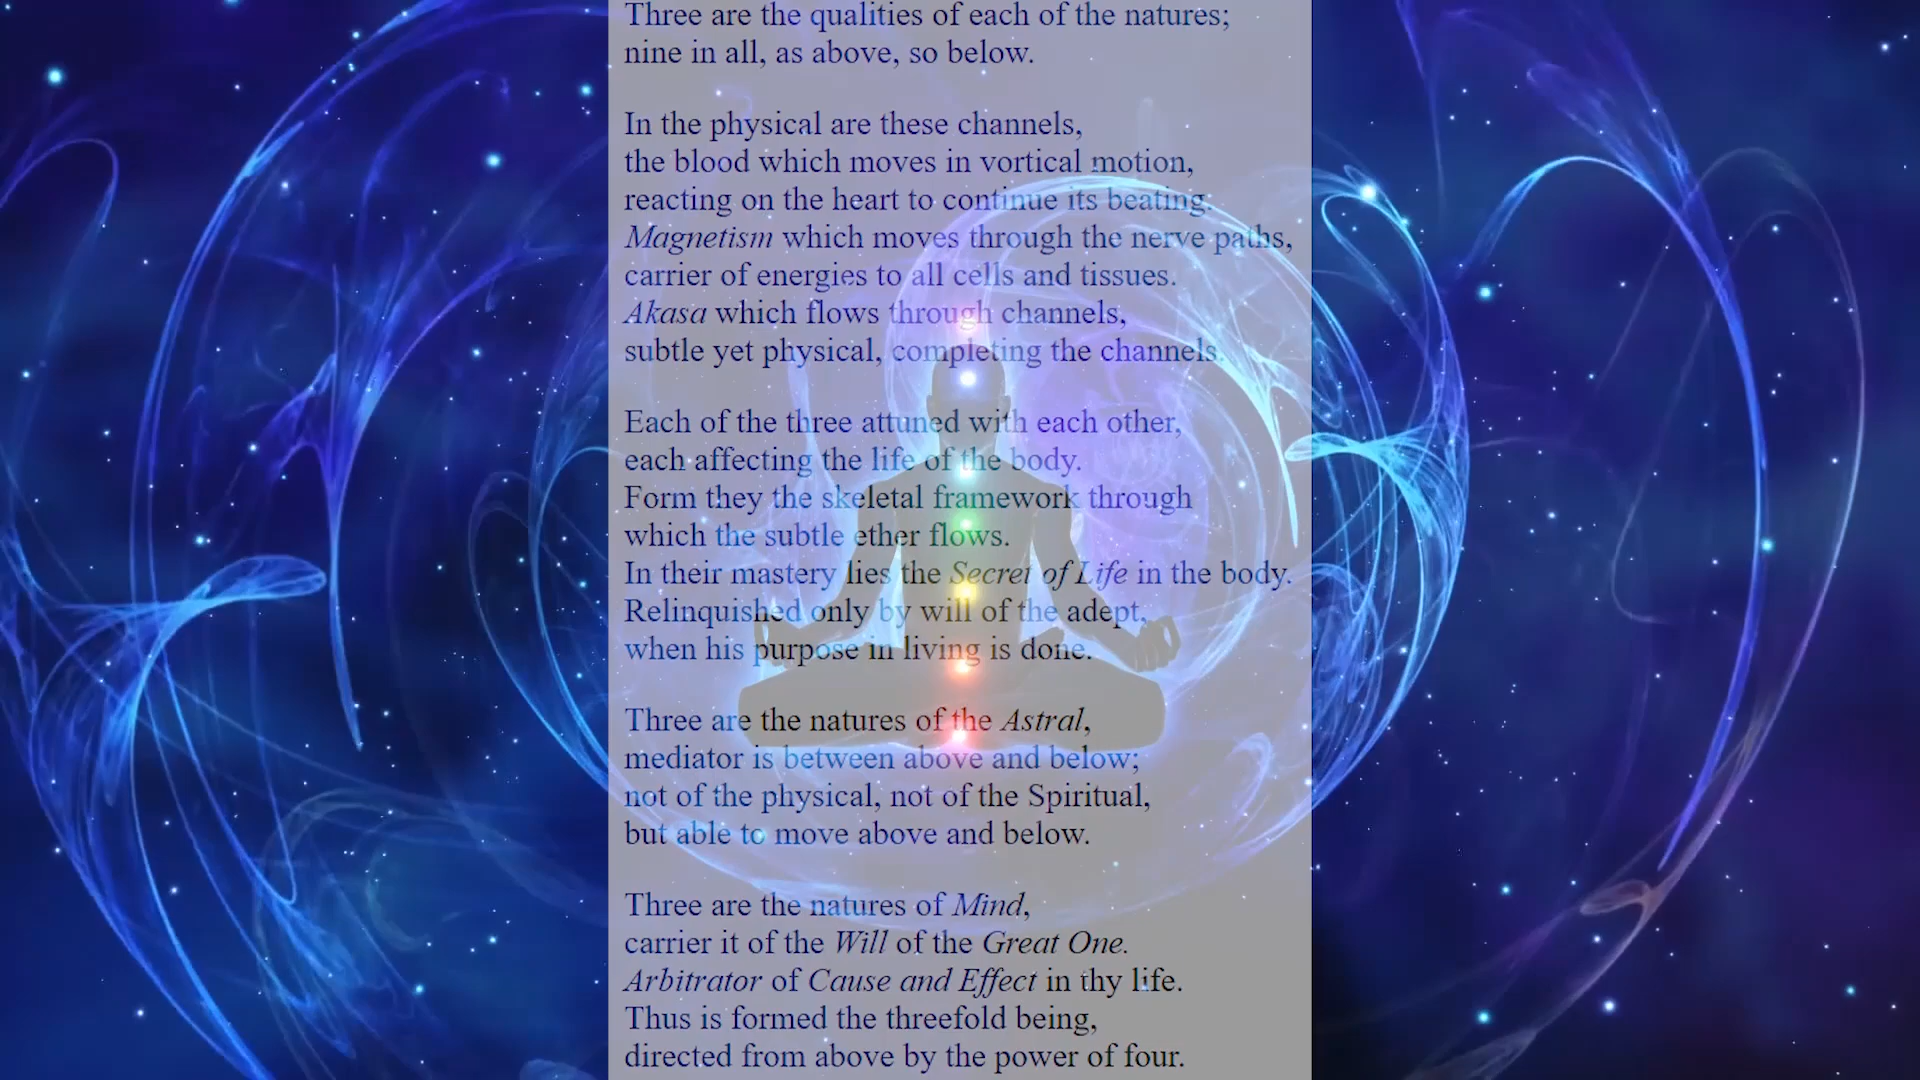 Three are the qualities of each of the natures;
nine in all, as above, so below.
In the physical are these channels,
the blood which moves in vortical motion,
reacting on the heart to continue its beating.
Magnetism which moves through the nerve paths,
carrier of energies to all cells and tissues.
Akasa which flows through channels,
subtle yet physical, completing the channels.
Each of the three attuned with each other,
each affecting the life of the body.
Form they the skeletal framework through
which the subtle ether flows.
In their mastery lies the Secret of Life in the body.
Relinquished only by will of the adept,
when his purpose in living is done.
Three are the natures of the Astral,
mediator is between above and below;
not of the physical, not of the Spiritual,
but able to move above and below.
Three are the natures of Mind,
carrier it of the Will of the Great One.
Arbitrator of Cause and Effect in thy life.
Thus is formed the threefold being,
directed from above by the power of four.